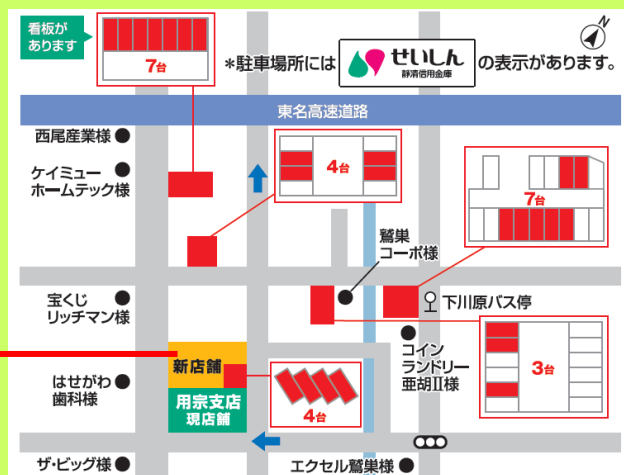 看板が
あります
7台
*駐車場所には
せいしん
静清信用金庫
の表示があります。
N
東名高速道路
西尾産業様
ケイミュー
ホームテック様
4台
7台
鷲巣
コーポ様
宝くじ
リッチマン様
下川原バス停
コイン
ランドリー
亜胡Ⅱ様
3台
新店舗
はせがわ
歯科様
用宗支店
現店舗
4台
ザ・ビッグ様
エクセル鷲巣様